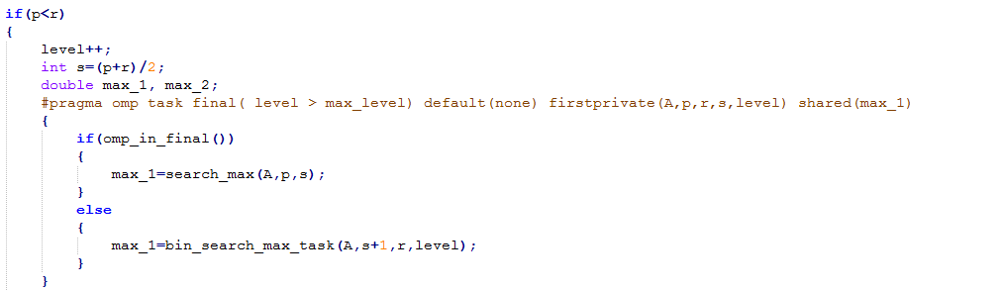 if(p<r)
{
level++;
int s=(p+r)/2;
double max_1, max_2;
#pragma omp task final( level > max_level) default(none) firstprivate(A,p,r,s,level) shared(max_1)
{
if(omp_in_final())
{
max_1=search_max(A,p,s);
}
else
{
max_1=bin_search_max_task(A,s+1,r,level);
}
}